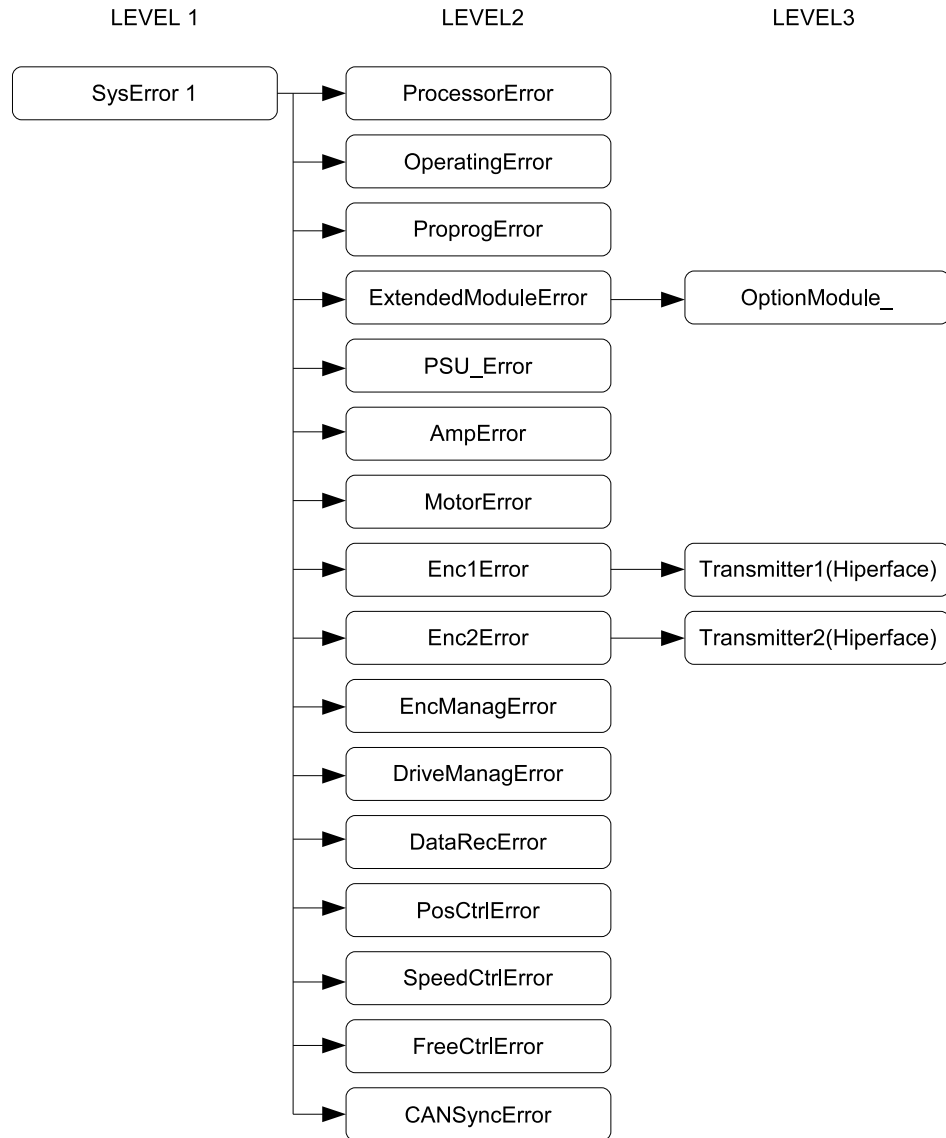 LEVEL 1 LEVEL2 LEVEL3
SysError 1 ProcessorError
OperatingError
ProprogError
ExtendedModuleError OptionModule_
PSU_Error
AmpError
MotorError
Enc1Error Transmitter1(Hiperface)
Enc2Error Transmitter2(Hiperface)
EncManagError
DriveManagError
DataRecError
PosCtrlError
SpeedCtrlError
FreeCtrlError
CANSyncError